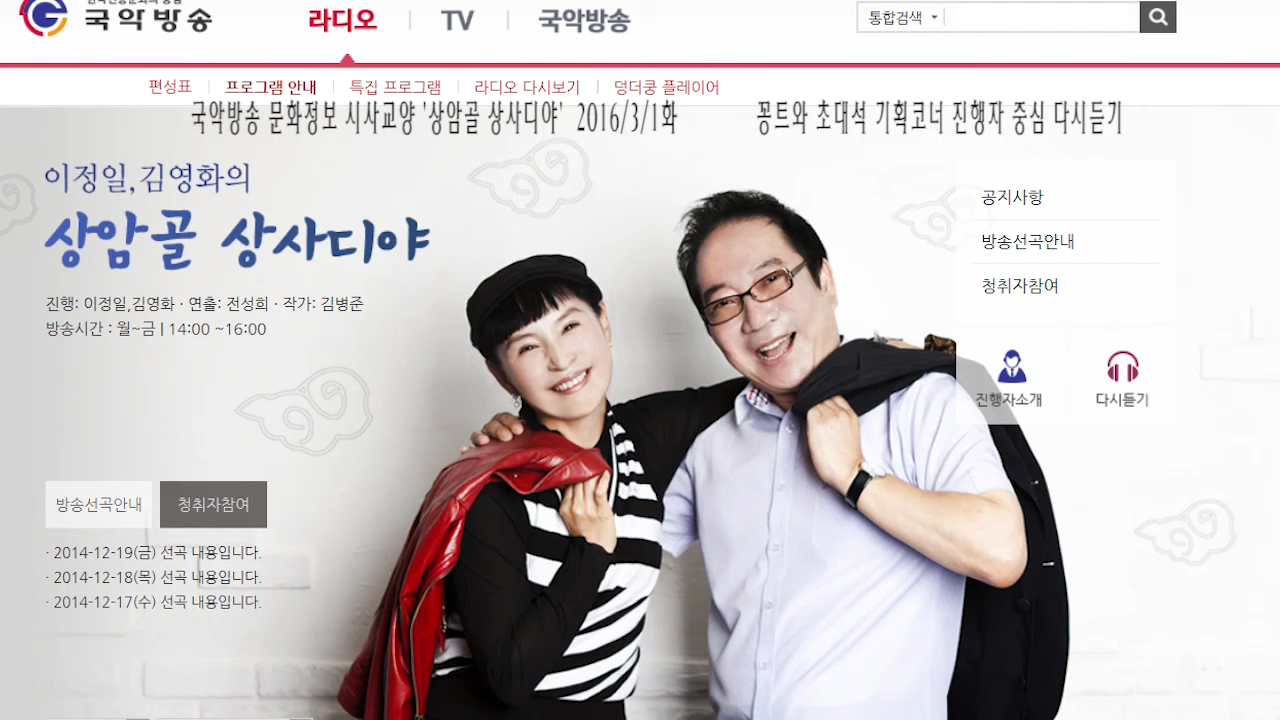 국악방송
라디오 TV 국악방송
통합검색
편성표 프로그램 안내 특집 프로그램 라디오 다시보기 덩더쿵 플레이어
국악방송 문화정보 시사교양 '상암골 상사디야' 2016/3/1화 꽁트와 초대석 기획코너 진행자 중심 다시듣기
이정일,김영화의
상암골 상사디야
진행: 이정일,김영화 · 연출: 전성희 · 작가: 김병준
방송시간 : 월~금 | 14:00 ~16:00
공지사항
방송선곡안내
청취자참여
진행자소개 다시듣기
방송선곡안내 청취자참여
· 2014-12-19(금) 선곡 내용입니다.
· 2014-12-18(목) 선곡 내용입니다.
· 2014-12-17(수) 선곡 내용입니다.